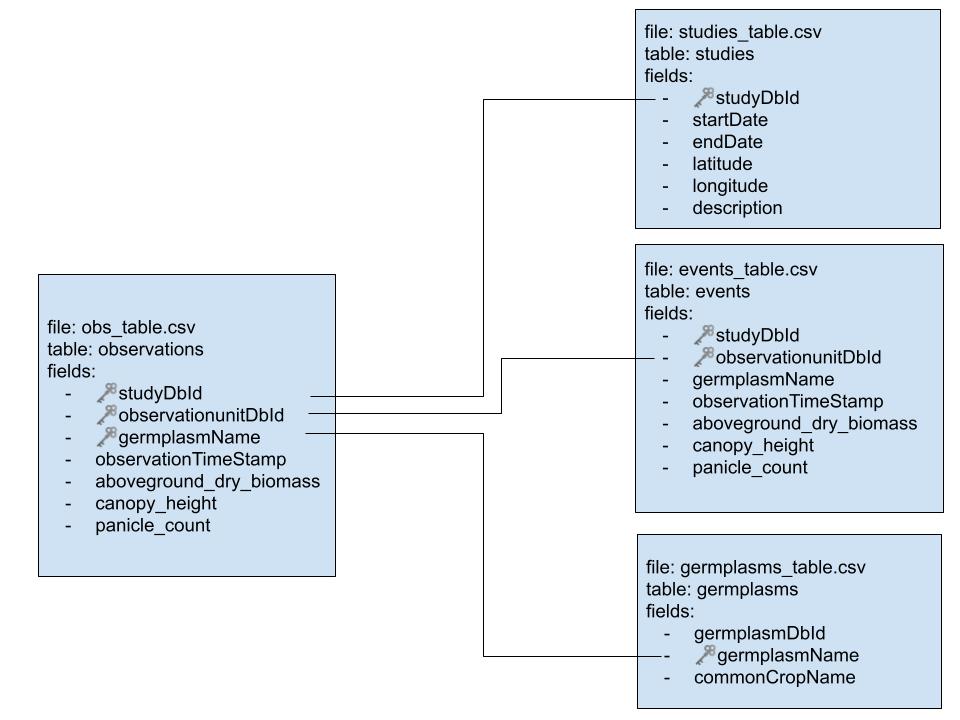 file: studies_table.csv
table: studies
fields:
- studyDbId
- startDate
- endDate
- latitude
- longitude
- description
file: events_table.csv
table: events
fields:
- studyDbId
- observationunitDbId
- germplasmName
- observationTimeStamp
- aboveground_dry_biomass
- canopy_height
- panicle_count
file: obs_table.csv
table: observations
fields:
- studyDbId
- observationunitDbId
- germplasmName
- observationTimeStamp
- aboveground_dry_biomass
- canopy_height
- panicle_count
file: germplasms_table.csv
table: germplasms
fields:
- germplasmDbId
- germplasmName
- commonCropName